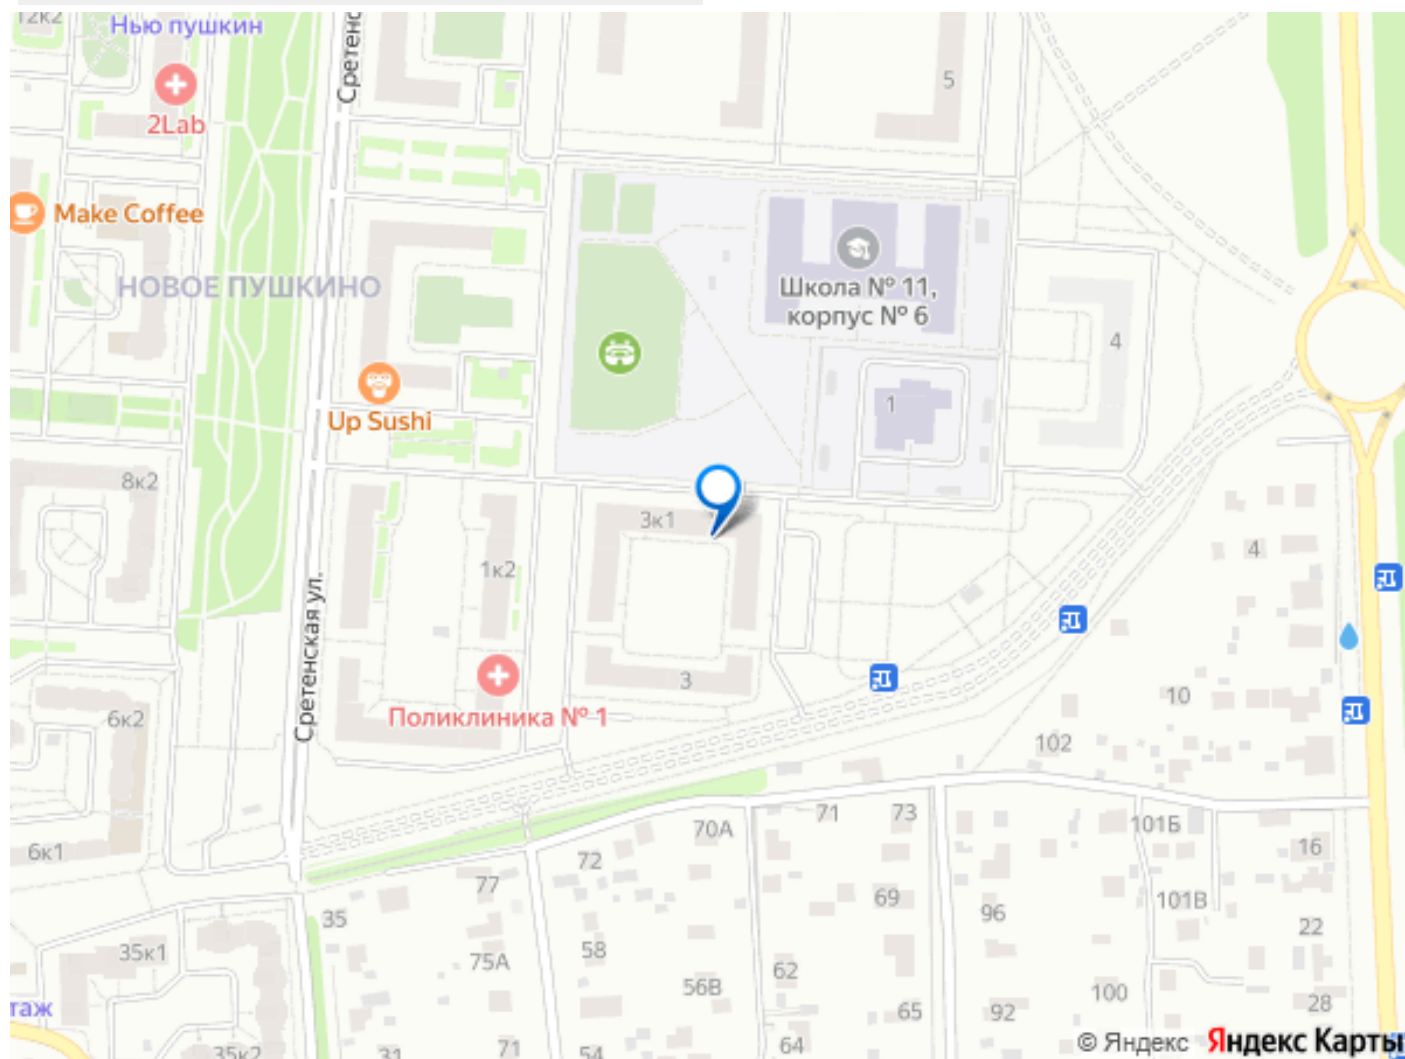 12к2
Нью пушкин
Сретенс
2Lab
5
Make Coffee
НОВОЕ ПУШКИНО
Школа № 11,
корпус № 6
4
1
Up Sushi
8к2
3к1
1к2
4
Сретенская ул.
3
Поликлиника № 1
6к2
10
102
6к1
70А
71
73
101Б
16
72
77
69
96
101В
22
35
35к1
75А
58
62
56В
65
92
100
28
таж
35к2
31
71
54
64
© Яндекс Яндекс Карты